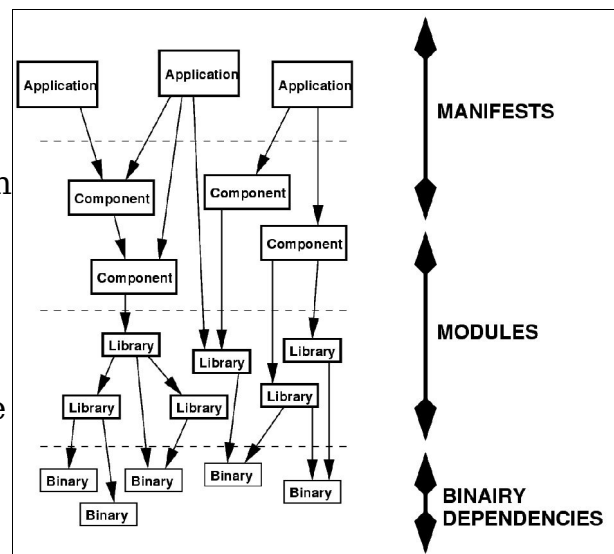 Application
Application
Application
MANIFESTS
n
Component
Component
Component
Component
Library
Library
Library
MODULES
Library
Library
Library
e
Binary
Binary
Binary
Binary
Binary
BINAIRY
DEPENDENCIES